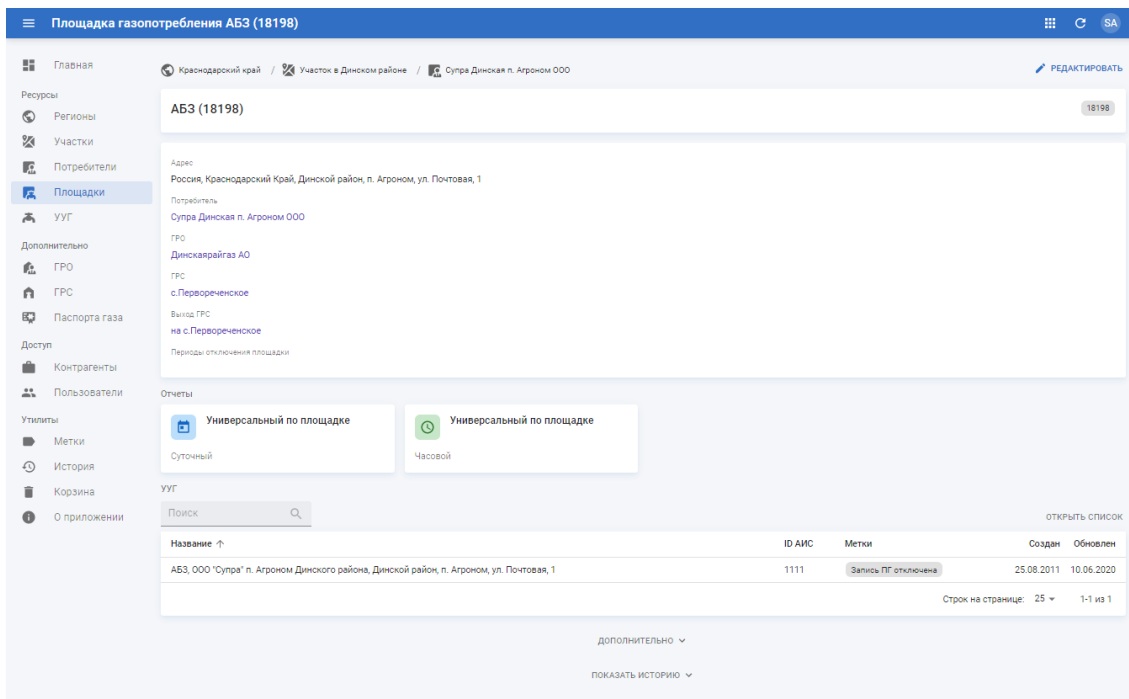 Площадка газопотребления АБЗ (18198)
SA
Главная
Ресурсы
Регионы
Участки
Потребители
Площадки
УУГ
Дополнительно
ГРО
ГРС
Паспорта газа
Доступ
Контрагенты
Пользователи
Утилиты
Метки
История
Корзина
О приложении
Краснодарский край / Участок в Динском районе / Супра Динская п. Агроном ООО
РЕДАКТИРОВАТЬ
АБЗ (18198)
18198
Адрес
Россия, Краснодарский Край, Динской район, п. Агроном, ул. Почтовая, 1
Потребитель
Супра Динская п. Агроном ООО
ГРО
Динскаярайгаз АО
ГРС
с.Первореченское
Выход ГРС
на с.Первореченское
Периоды отключения площадки
Отчеты
Универсальный по площадке
Суточный
Универсальный по площадке
Часовой
УУГ
Поиск
ОТКРЫТЬ СПИСОК
Название ID АИС Метки Создан Обновлен
АБЗ, ООО "Супра" п. Агроном Динского района, Динской район, п. Агроном, ул. Почтовая, 1 1111 Запись ПГ отключена 25.08.2011 10.06.2020
Строк на странице: 25 1-1 из 1
ДОПОЛНИТЕЛЬНО
ПОКАЗАТЬ ИСТОРИЮ